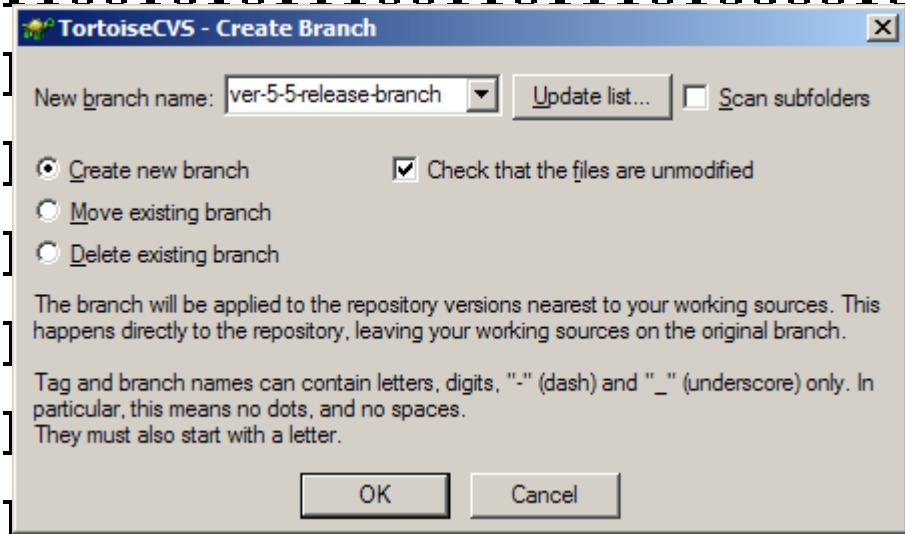 TortoiseCVS - Create Branch
New branch name: ver-5-5-release-branch Update list... Scan subfolders
Create new branch Check that the files are unmodified
Move existing branch
Delete existing branch
The branch will be applied to the repository versions nearest to your working sources. This
happens directly to the repository, leaving your working sources on the original branch.
Tag and branch names can contain letters, digits, "-" (dash) and "_" (underscore) only. In
particular, this means no dots, and no spaces.
They must also start with a letter.
OK Cancel